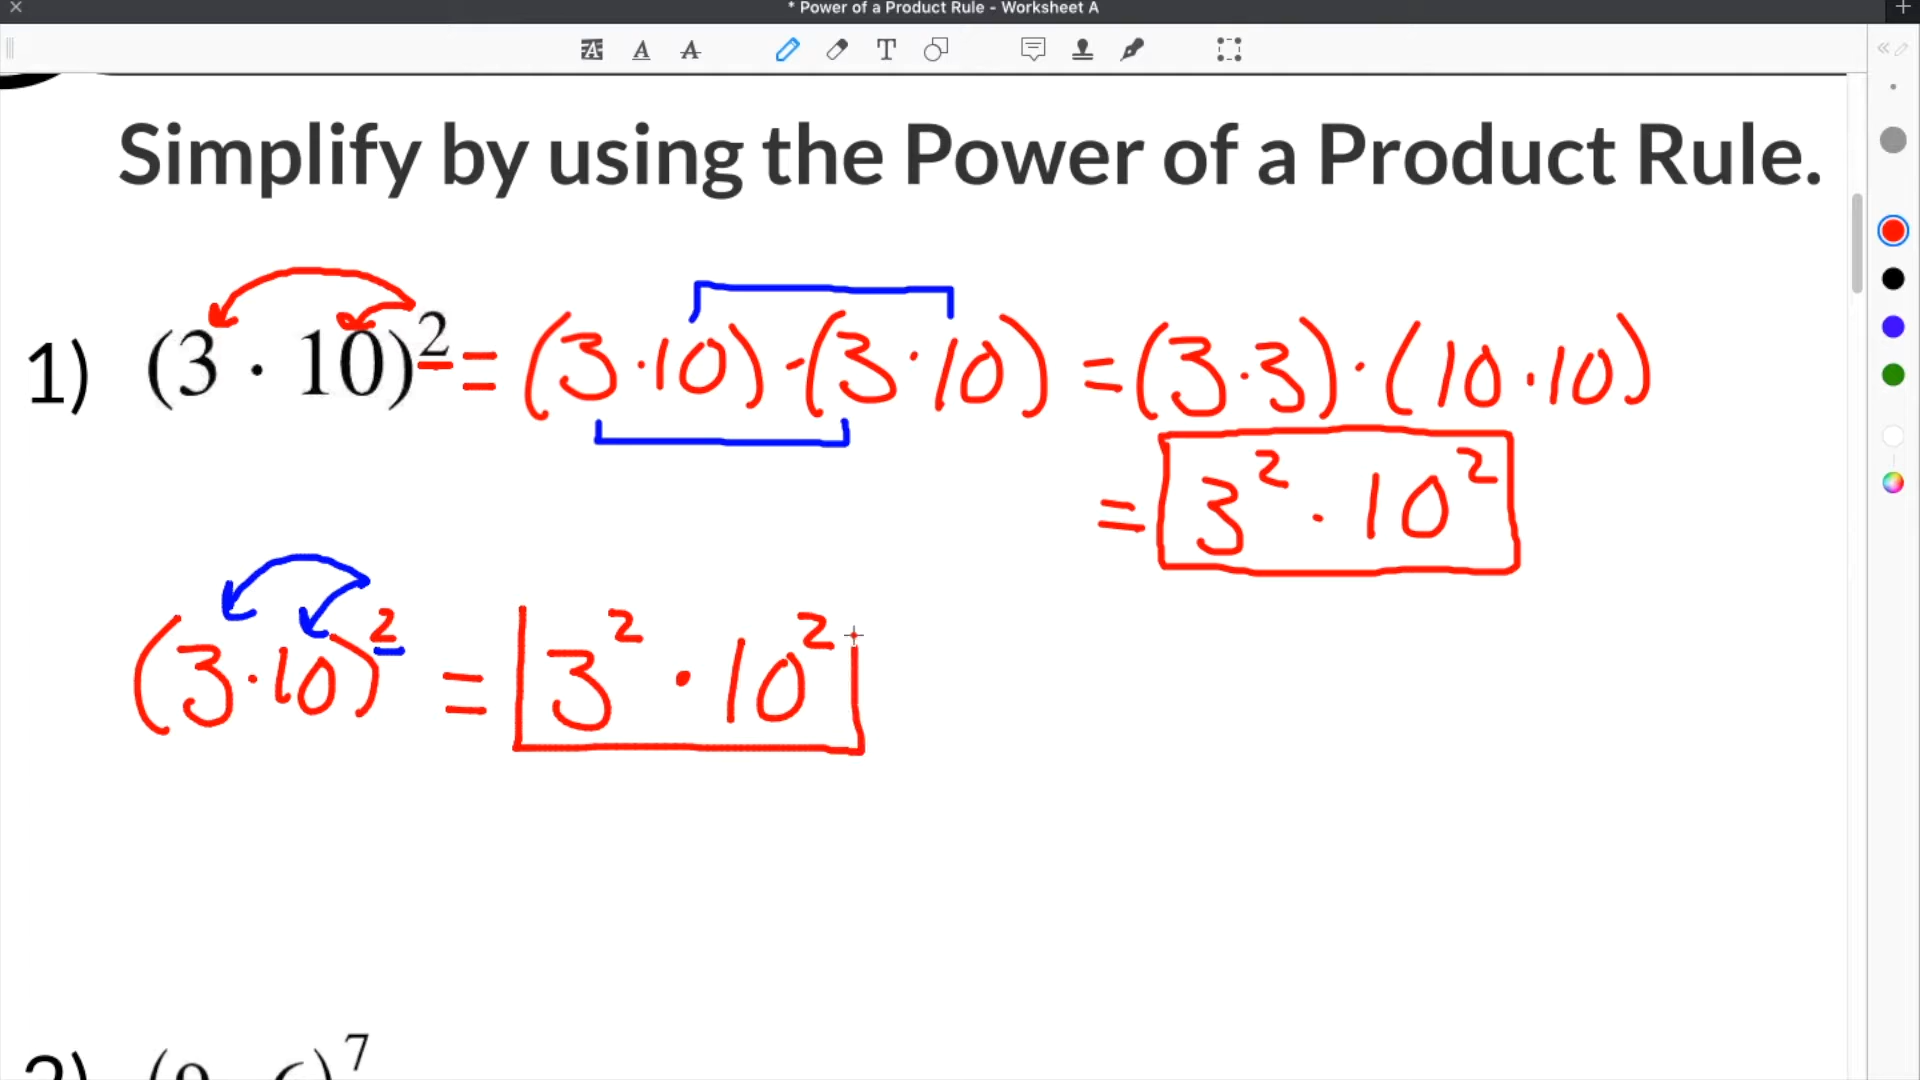 * Power of a Product Rule - Worksheet A
Simplify by using the Power of a Product Rule.
1) (3 · 10)² = (3·10)·(3·10) = (3·3)·(10·10)
= 3² · 10²
(3·10)² = 3² · 10²